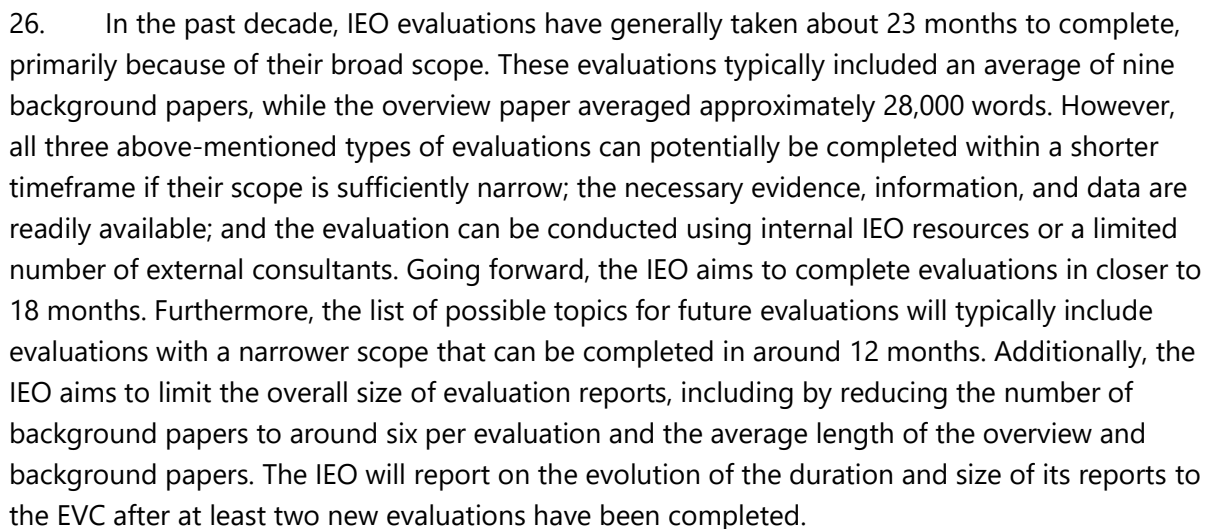 26. In the past decade, IEO evaluations have generally taken about 23 months to complete,
primarily because of their broad scope. These evaluations typically included an average of nine
background papers, while the overview paper averaged approximately 28,000 words. However,
all three above-mentioned types of evaluations can potentially be completed within a shorter
timeframe if their scope is sufficiently narrow; the necessary evidence, information, and data are
readily available; and the evaluation can be conducted using internal IEO resources or a limited
number of external consultants. Going forward, the IEO aims to complete evaluations in closer to
18 months. Furthermore, the list of possible topics for future evaluations will typically include
evaluations with a narrower scope that can be completed in around 12 months. Additionally, the
IEO aims to limit the overall size of evaluation reports, including by reducing the number of
background papers to around six per evaluation and the average length of the overview and
background papers. The IEO will report on the evolution of the duration and size of its reports to
the EVC after at least two new evaluations have been completed.